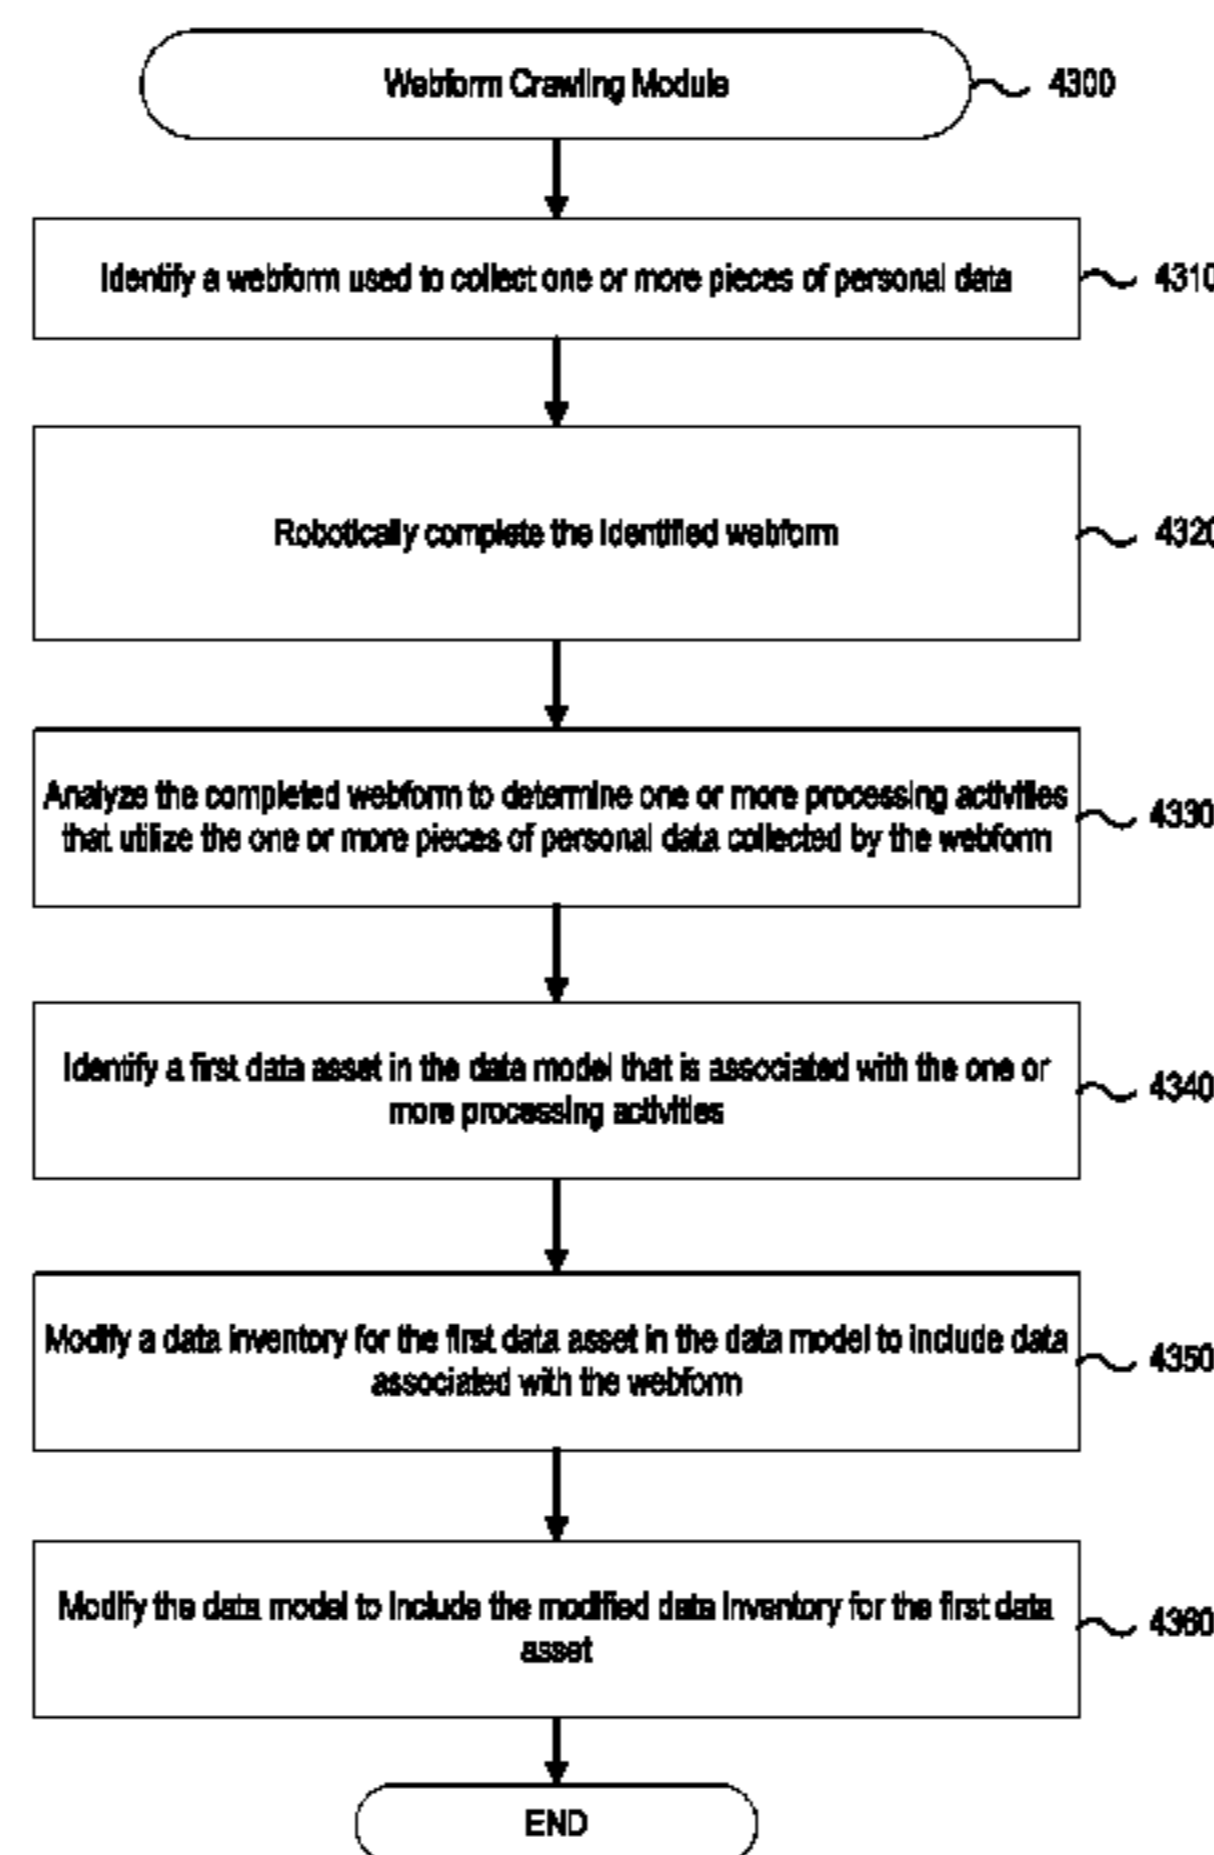 Webform Crawling Module
4300
Identify a webform used to collect one or more pieces of personal data
4310
Robotically complete the identified webform
4320
Analyze the completed webform to determine one or more processing activities
that utilize the one or more pieces of personal data collected by the webform
4330
Identify a first data asset in the data model that is associated with the one or
more processing activities
4340
Modify a data inventory for the first data asset in the data model to include data
associated with the webform
4350
Modify the data model to include the modified data inventory for the first data
asset
4360
END